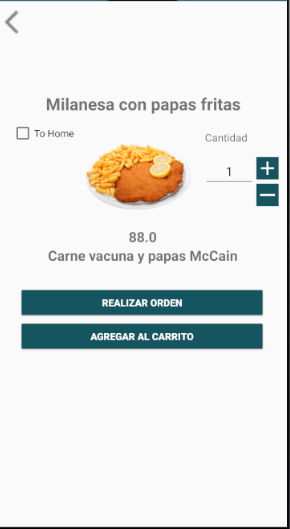 Milanesa con papas fritas
To Home
Cantidad
1
88.0
Carne vacuna y papas McCain
REALIZAR ORDEN
AGREGAR AL CARRITO